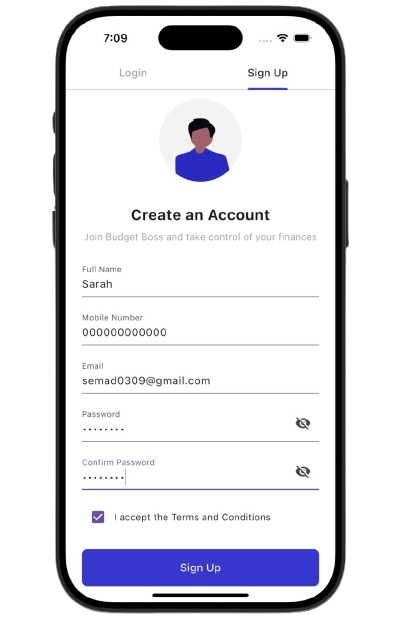 7:09
Login
Sign Up
Create an Account
Join Budget Boss and take control of your finances
Full Name
Sarah
Mobile Number
000000000000
Email
semad0309@gmail.com
Password
••••••••
Confirm Password
••••••••
I accept the Terms and Conditions
Sign Up